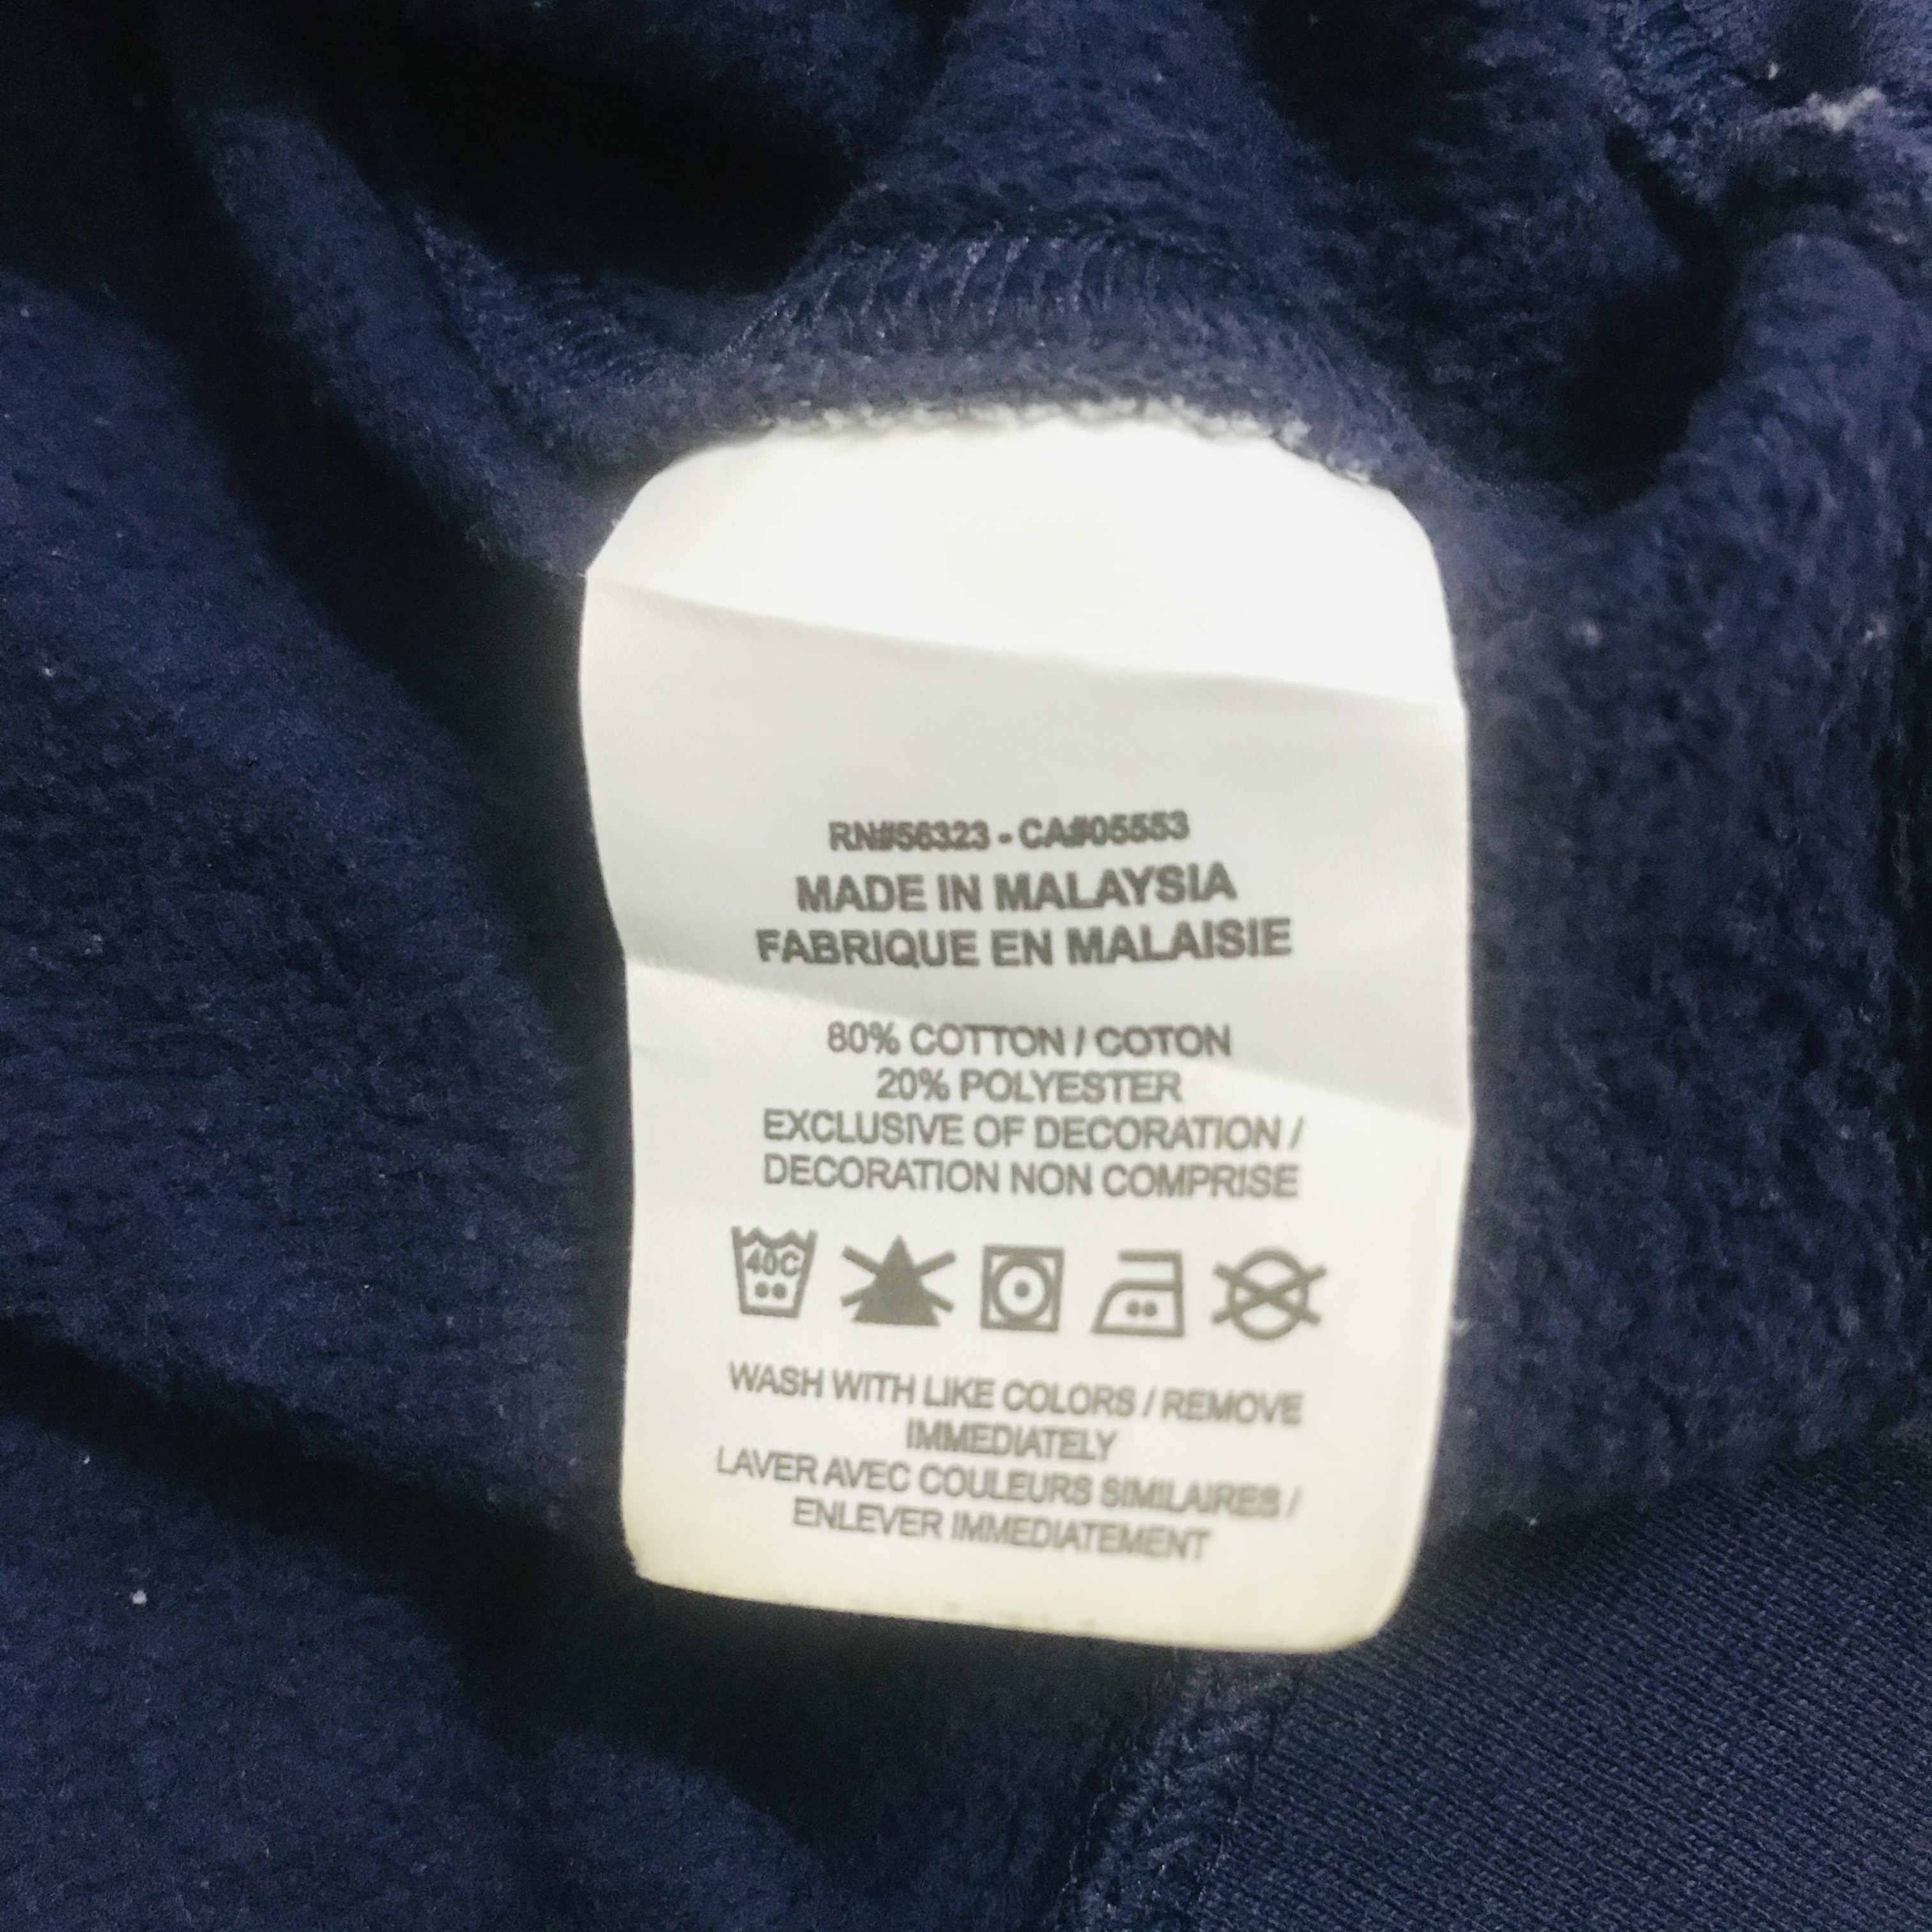 RN#56323 - CA#05553
MADE IN MALAYSIA
FABRIQUE EN MALAISIE
80% COTTON / COTON
20% POLYESTER
EXCLUSIVE OF DECORATION /
DECORATION NON COMPRISE
40C
WASH WITH LIKE COLORS / REMOVE
IMMEDIATELY
LAVER AVEC COULEURS SIMILAIRES /
ENLEVER IMMEDIATEMENT